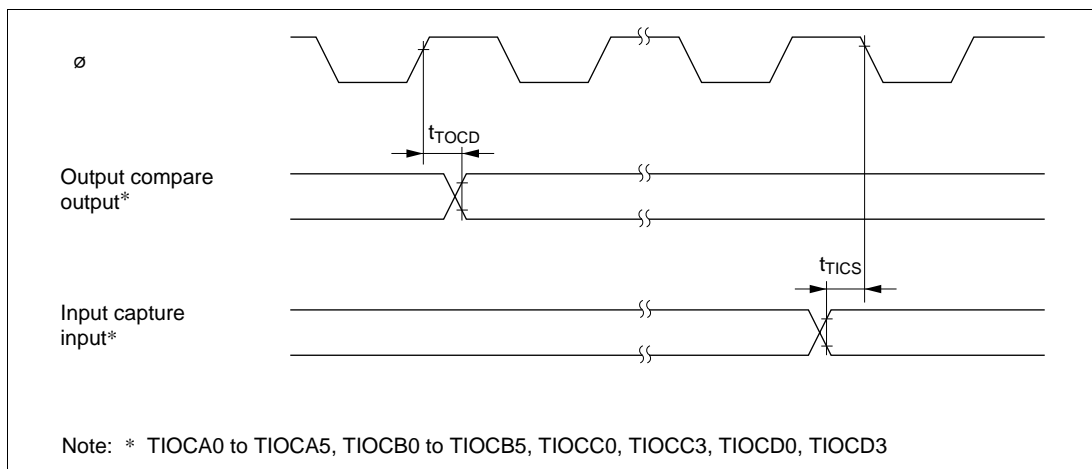 ø
tTOCD
Output compare
output*
tTICS
Input capture
input*
Note: * TIOCA0 to TIOCA5, TIOCB0 to TIOCB5, TIOCC0, TIOCC3, TIOCD0, TIOCD3